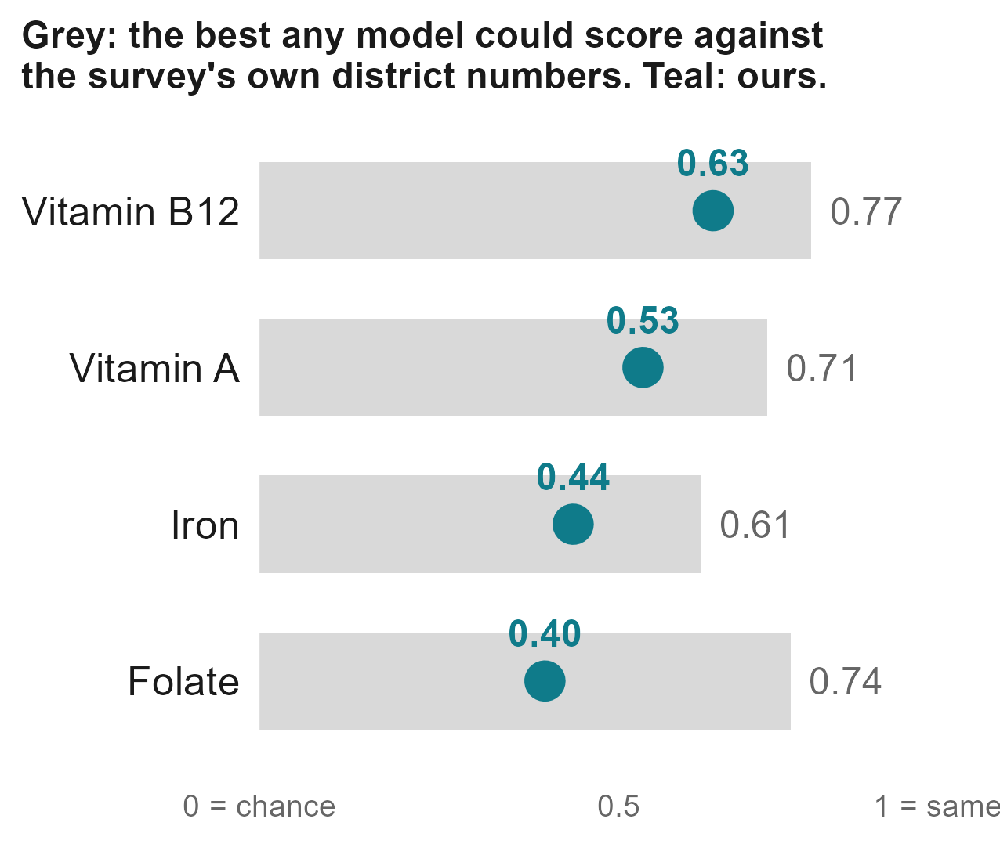 Grey: the best any model could score against
the survey's own district numbers. Teal: ours.
0.63
Vitamin B12 0.77
0.53
Vitamin A 0.71
0.44
Iron 0.61
0.40
Folate 0.74
0 = chance 0.5 1 = same